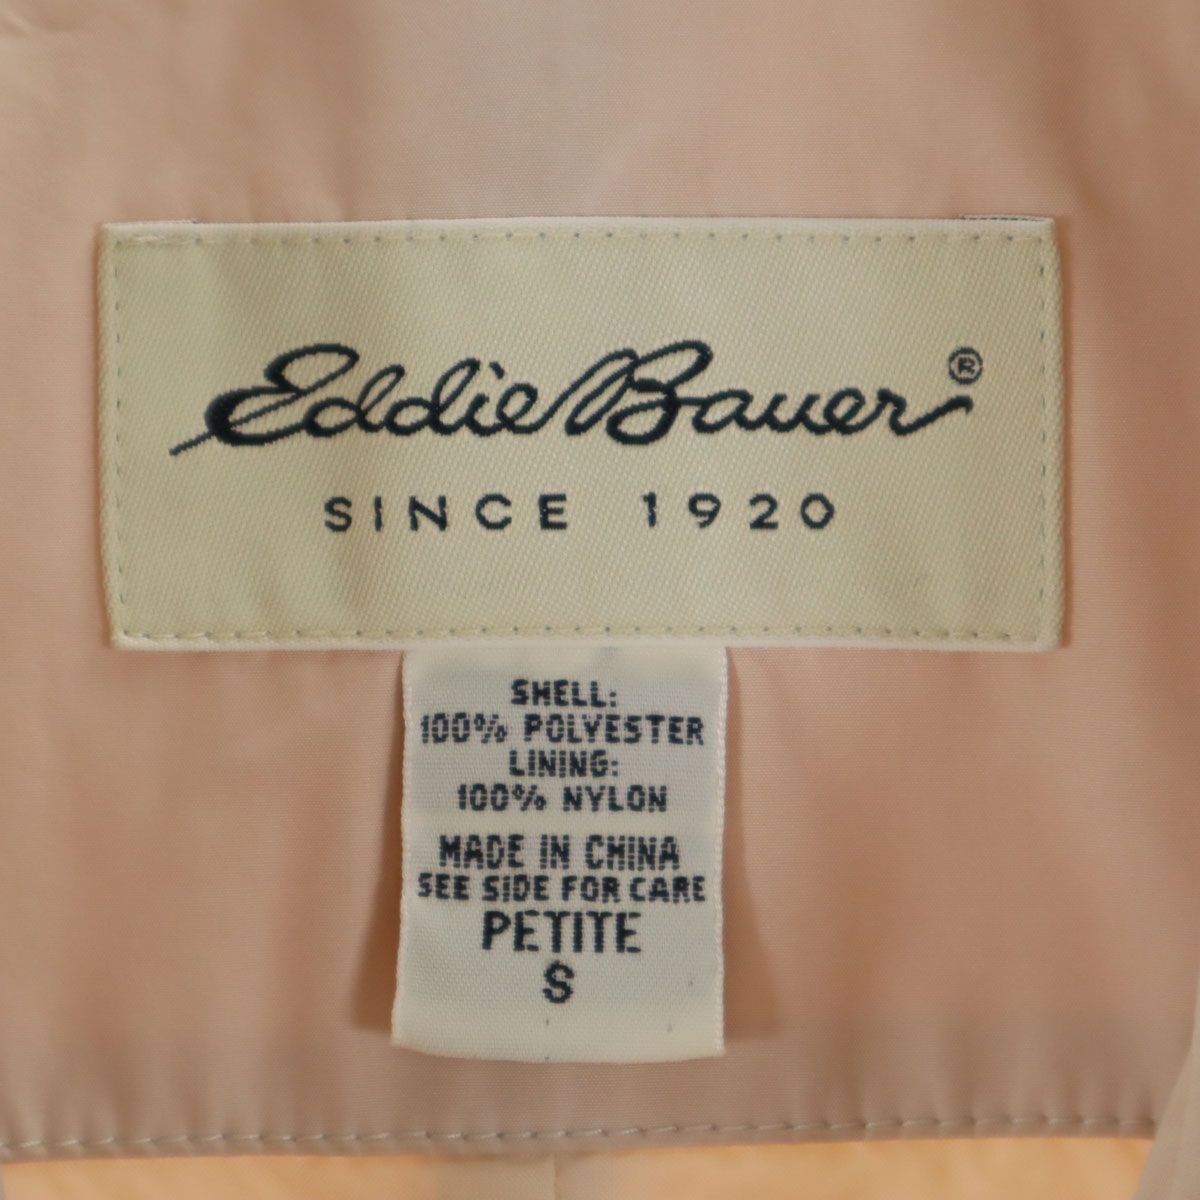 Eddie Bauer®
SINCE 1920
SHELL:
100% POLYESTER
LINING:
100% NYLON
MADE IN CHINA
SEE SIDE FOR CARE
PETITE
S